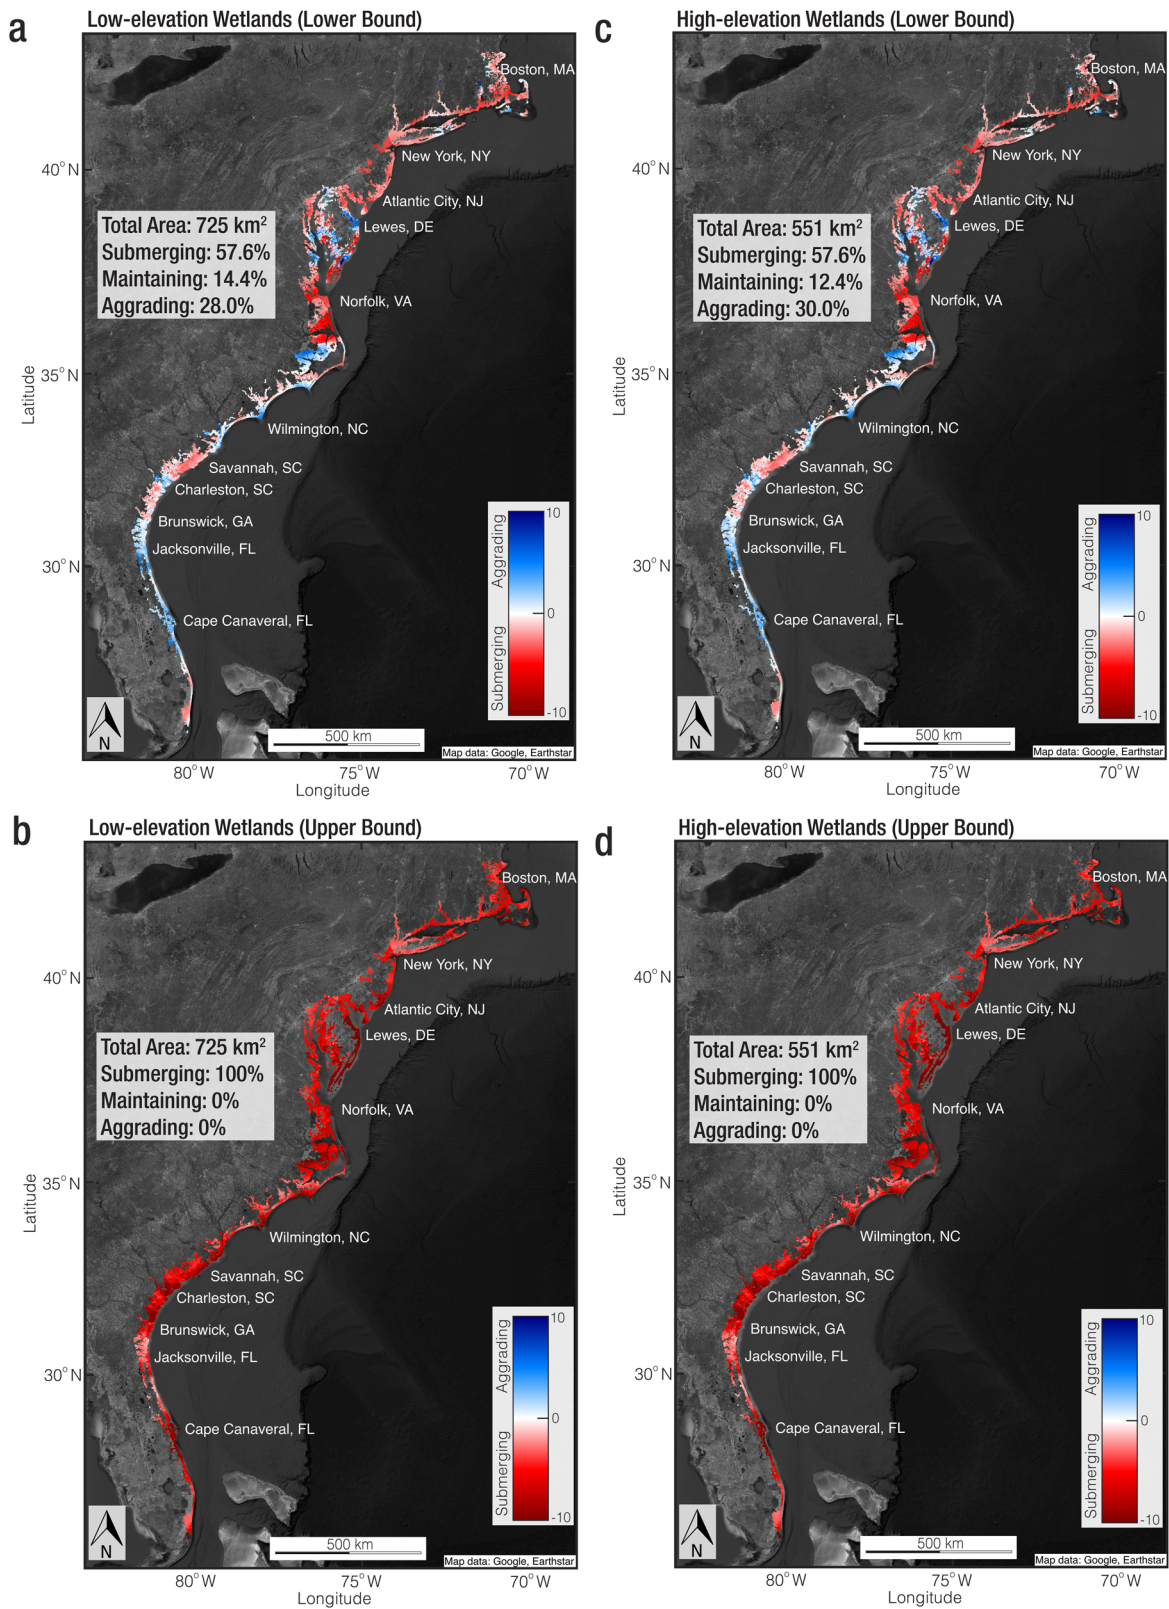 a
Low-elevation Wetlands (Lower Bound)
Boston, MA
New York, NY
40°N
Atlantic City, NJ
Lewes, DE
Total Area: 725 km²
Submerging: 57.6%
Maintaining: 14.4%
Aggrading: 28.0%
Norfolk, VA
35°N
Latitude
Wilmington, NC
Savannah, SC
Charleston, SC
Brunswick, GA
Jacksonville, FL
30°N
Cape Canaveral, FL
Aggrading
Submerging
10
0
-10
N
500 km
Map data: Google, Earthstar
80°W
75°W
70°W
Longitude
c
High-elevation Wetlands (Lower Bound)
Boston, MA
New York, NY
40°N
Atlantic City, NJ
Lewes, DE
Total Area: 551 km²
Submerging: 57.6%
Maintaining: 12.4%
Aggrading: 30.0%
Norfolk, VA
35°N
Latitude
Wilmington, NC
Savannah, SC
Charleston, SC
Brunswick, GA
Jacksonville, FL
30°N
Cape Canaveral, FL
Aggrading
Submerging
10
0
-10
N
500 km
Map data: Google, Earthstar
80°W
75°W
70°W
Longitude
b
Low-elevation Wetlands (Upper Bound)
Boston, MA
New York, NY
40°N
Atlantic City, NJ
Lewes, DE
Total Area: 725 km²
Submerging: 100%
Maintaining: 0%
Aggrading: 0%
Norfolk, VA
35°N
Latitude
Wilmington, NC
Savannah, SC
Charleston, SC
Brunswick, GA
Jacksonville, FL
30°N
Cape Canaveral, FL
Aggrading
Submerging
10
0
-10
N
500 km
Map data: Google, Earthstar
80°W
75°W
70°W
Longitude
d
High-elevation Wetlands (Upper Bound)
Boston, MA
New York, NY
40°N
Atlantic City, NJ
Lewes, DE
Total Area: 551 km²
Submerging: 100%
Maintaining: 0%
Aggrading: 0%
Norfolk, VA
35°N
Latitude
Wilmington, NC
Savannah, SC
Charleston, SC
Brunswick, GA
Jacksonville, FL
30°N
Cape Canaveral, FL
Aggrading
Submerging
10
0
-10
N
500 km
Map data: Google, Earthstar
80°W
75°W
70°W
Longitude